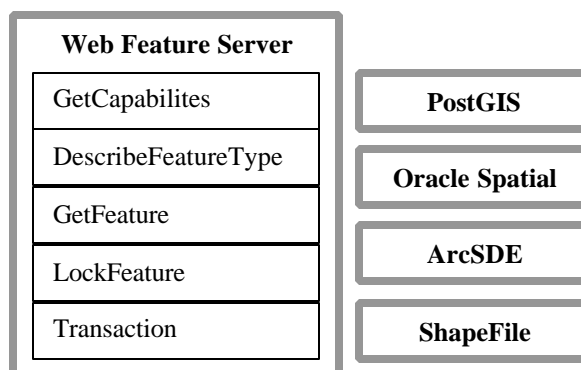 Web Feature Server
GetCapabilites
DescribeFeatureType
GetFeature
LockFeature
Transaction
PostGIS
Oracle Spatial
ArcSDE
ShapeFile